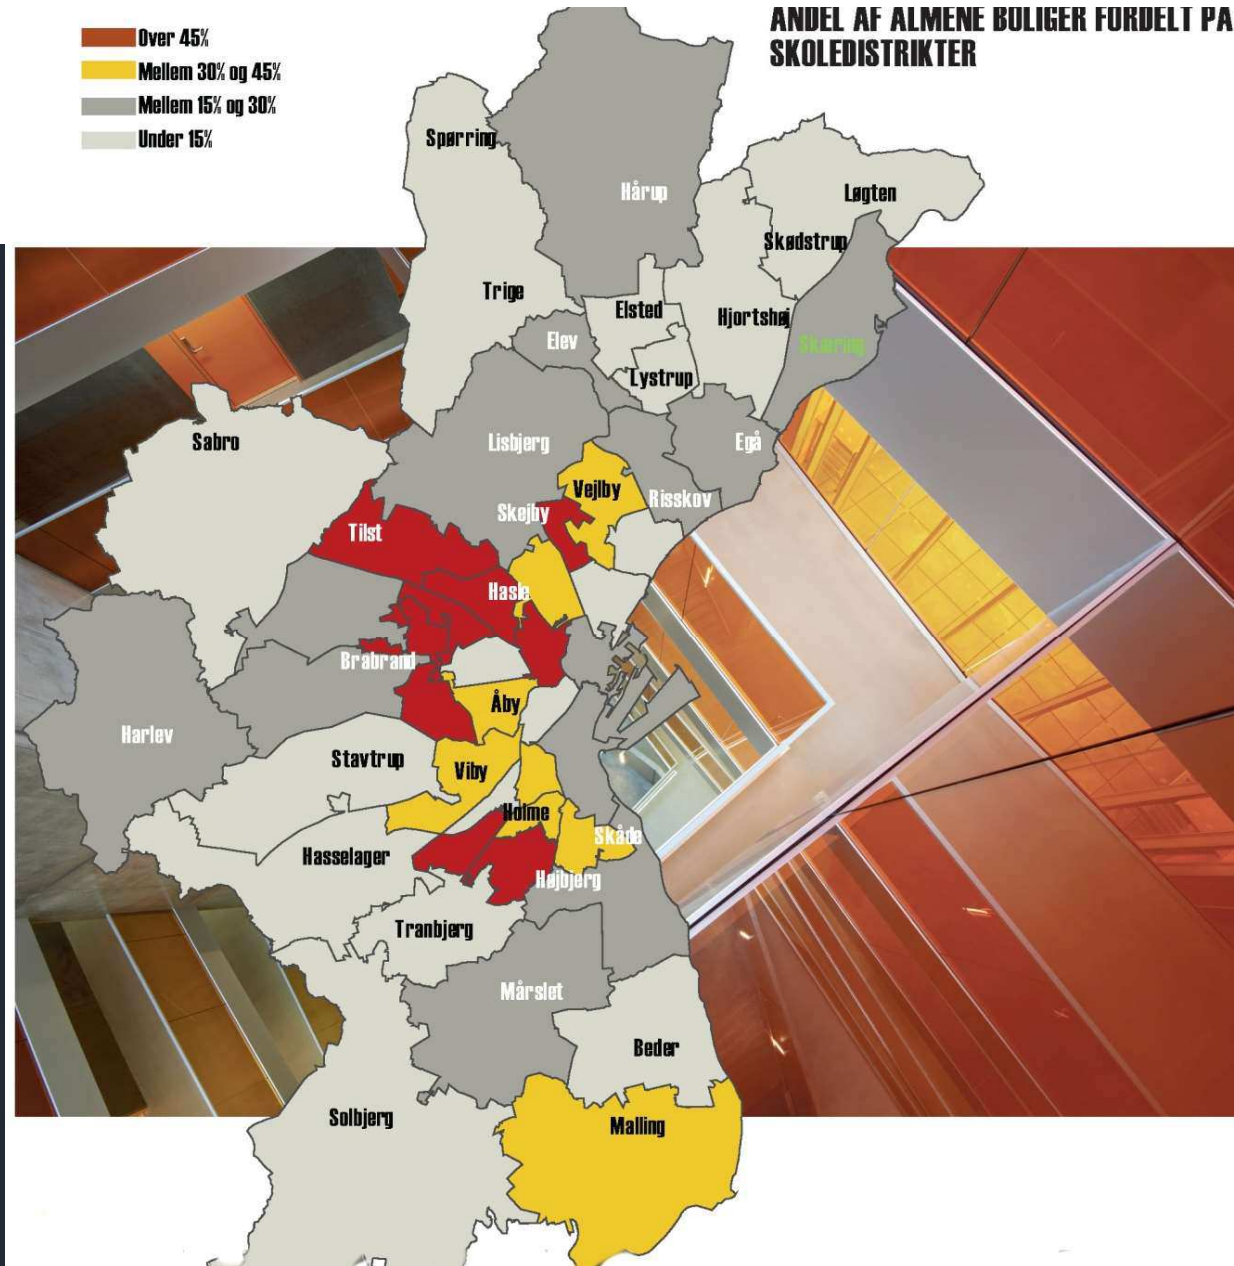 ANDEL AF ALMENE BOLIGER FORDELT PÅ
SKOLEDISTRIKTER
Over 45%
Mellem 30% og 45%
Mellem 15% og 30%
Under 15%
Spørring
Hårup
Løgten
Skødstrup
Trige
Elsted
Hjortshøj
Elev
Skæring
Lystrup
Sabro
Lisbjerg
Egå
Vejlby
Risskov
Skejby
Tilst
Hasle
Brabrand
Åby
Harlev
Stavtrup
Viby
Holme
Skåde
Hasselager
Højbjerg
Tranbjerg
Mårslet
Beder
Solbjerg
Malling